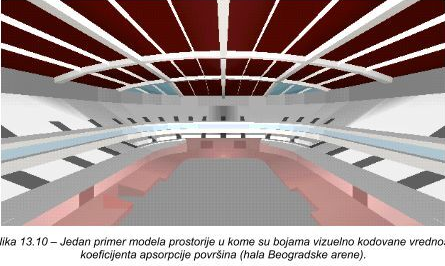 lika 13.10 – Jedan primer modela prostorije u kome su bojama vizuelno kodovane vrednos
koeficijenta apsorpcije površina (hala Beogradske arene).